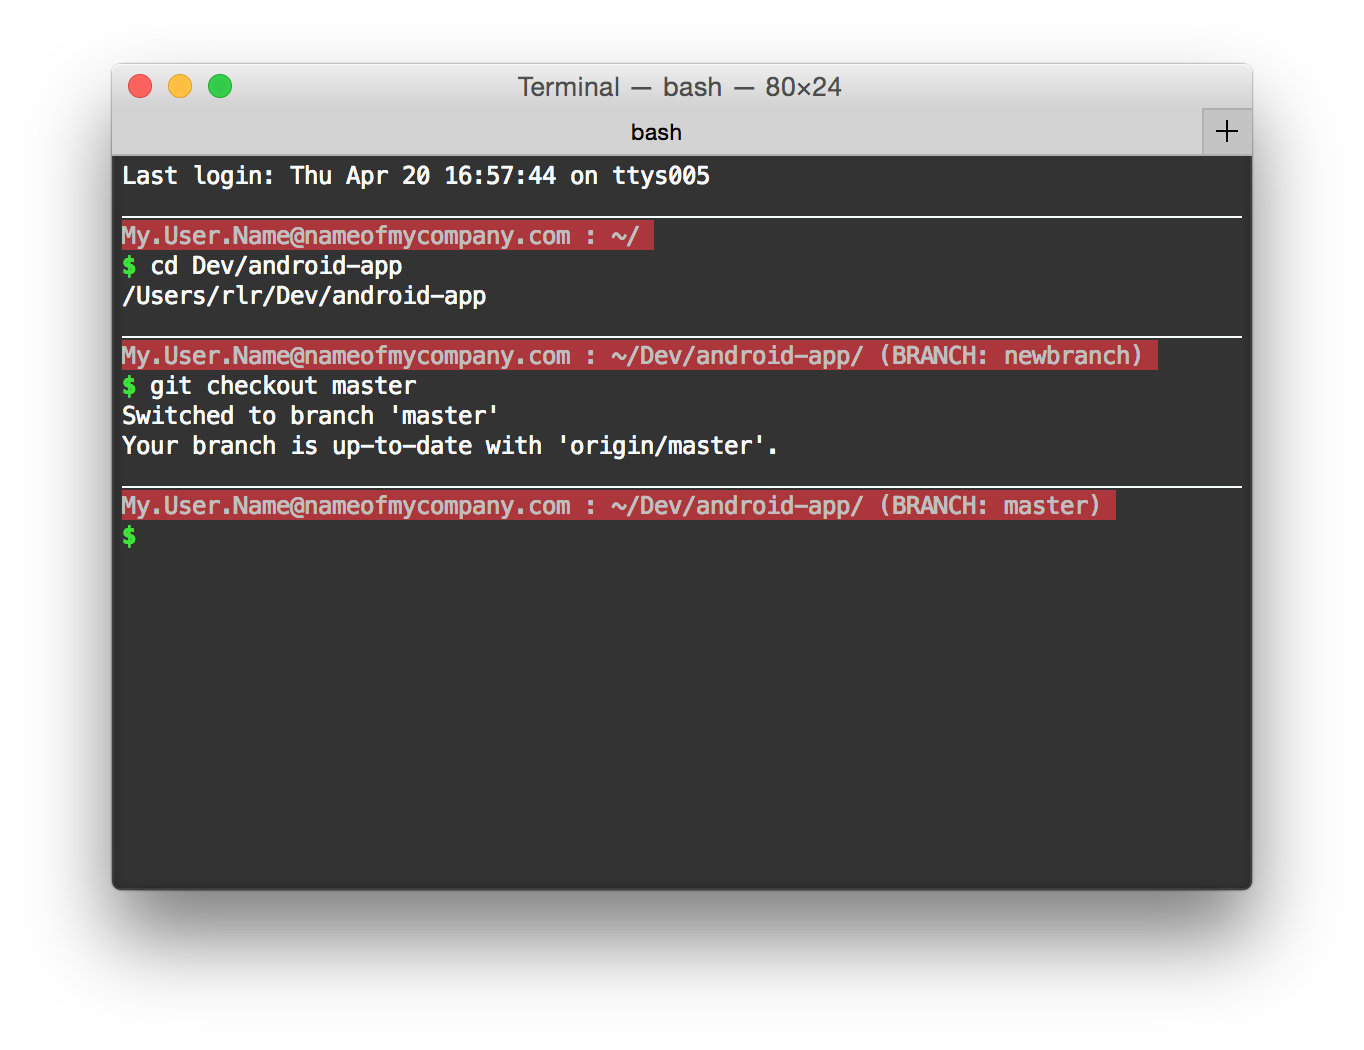 Terminal — bash — 80×24
bash
Last login: Thu Apr 20 16:57:44 on ttys005
My.User.Name@nameofmycompany.com : ~/
$ cd Dev/android-app
/Users/rlr/Dev/android-app
My.User.Name@nameofmycompany.com : ~/Dev/android-app/ (BRANCH: newbranch)
$ git checkout master
Switched to branch 'master'
Your branch is up-to-date with 'origin/master'.
My.User.Name@nameofmycompany.com : ~/Dev/android-app/ (BRANCH: master)
$